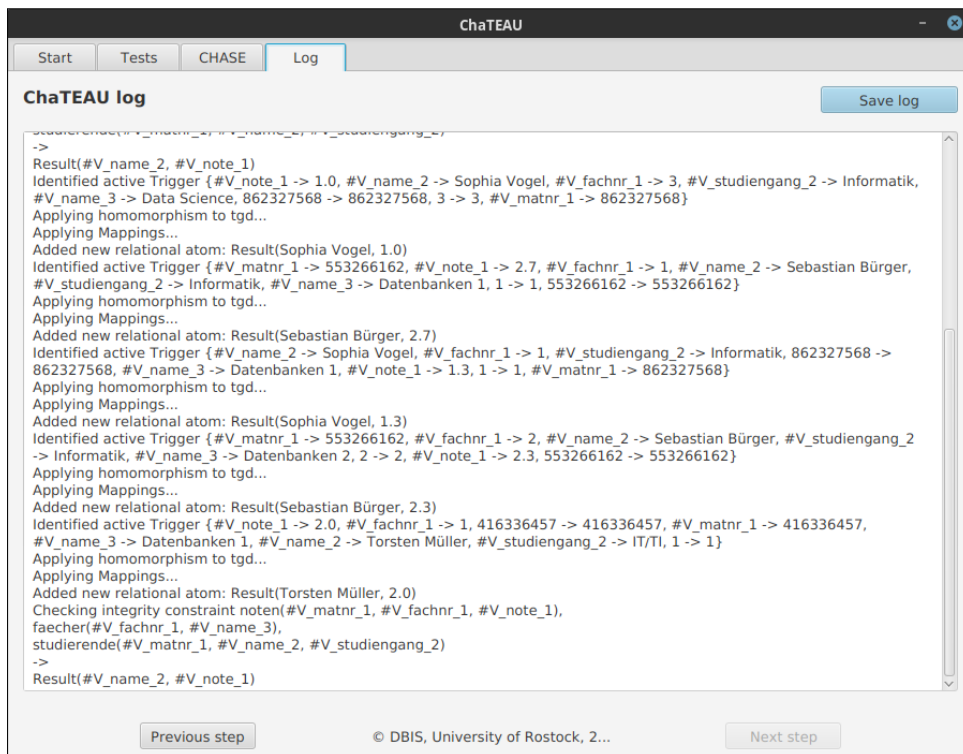 ChaTEAU
Start Tests CHASE Log
ChaTEAU log
Save log
studierende(#V_matnr_1, #V_name_2, #V_studiengang_2)
->
Result(#V_name_2, #V_note_1)
Identified active Trigger {#V_note_1 -> 1.0, #V_name_2 -> Sophia Vogel, #V_fachnr_1 -> 3, #V_studiengang_2 -> Informatik,
#V_name_3 -> Data Science, 862327568 -> 862327568, 3 -> 3, #V_matnr_1 -> 862327568}
Applying homomorphism to tgd...
Applying Mappings...
Added new relational atom: Result(Sophia Vogel, 1.0)
Identified active Trigger {#V_matnr_1 -> 553266162, #V_note_1 -> 2.7, #V_fachnr_1 -> 1, #V_name_2 -> Sebastian Bürger,
#V_studiengang_2 -> Informatik, #V_name_3 -> Datenbanken 1, 1 -> 1, 553266162 -> 553266162}
Applying homomorphism to tgd...
Applying Mappings...
Added new relational atom: Result(Sebastian Bürger, 2.7)
Identified active Trigger {#V_name_2 -> Sophia Vogel, #V_fachnr_1 -> 1, #V_studiengang_2 -> Informatik, 862327568 ->
862327568, #V_name_3 -> Datenbanken 1, #V_note_1 -> 1.3, 1 -> 1, #V_matnr_1 -> 862327568}
Applying homomorphism to tgd...
Applying Mappings...
Added new relational atom: Result(Sophia Vogel, 1.3)
Identified active Trigger {#V_matnr_1 -> 553266162, #V_fachnr_1 -> 2, #V_name_2 -> Sebastian Bürger, #V_studiengang_2
-> Informatik, #V_name_3 -> Datenbanken 2, 2 -> 2, #V_note_1 -> 2.3, 553266162 -> 553266162}
Applying homomorphism to tgd...
Applying Mappings...
Added new relational atom: Result(Sebastian Bürger, 2.3)
Identified active Trigger {#V_note_1 -> 2.0, #V_fachnr_1 -> 1, 416336457 -> 416336457, #V_matnr_1 -> 416336457,
#V_name_3 -> Datenbanken 1, #V_name_2 -> Torsten Müller, #V_studiengang_2 -> IT/TI, 1 -> 1}
Applying homomorphism to tgd...
Applying Mappings...
Added new relational atom: Result(Torsten Müller, 2.0)
Checking integrity constraint noten(#V_matnr_1, #V_fachnr_1, #V_note_1),
faecher(#V_fachnr_1, #V_name_3),
studierende(#V_matnr_1, #V_name_2, #V_studiengang_2)
->
Result(#V_name_2, #V_note_1)
Previous step © DBIS, University of Rostock, 2... Next step